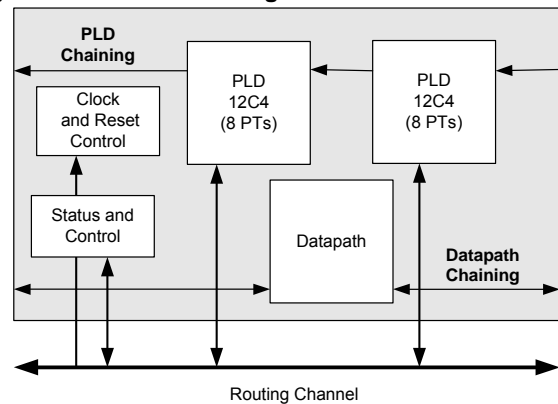 PLD
Chaining
PLD
12C4
(8 PTs)
PLD
12C4
(8 PTs)
Clock
and Reset
Control
Status and
Control
Datapath
Datapath
Chaining
Routing Channel